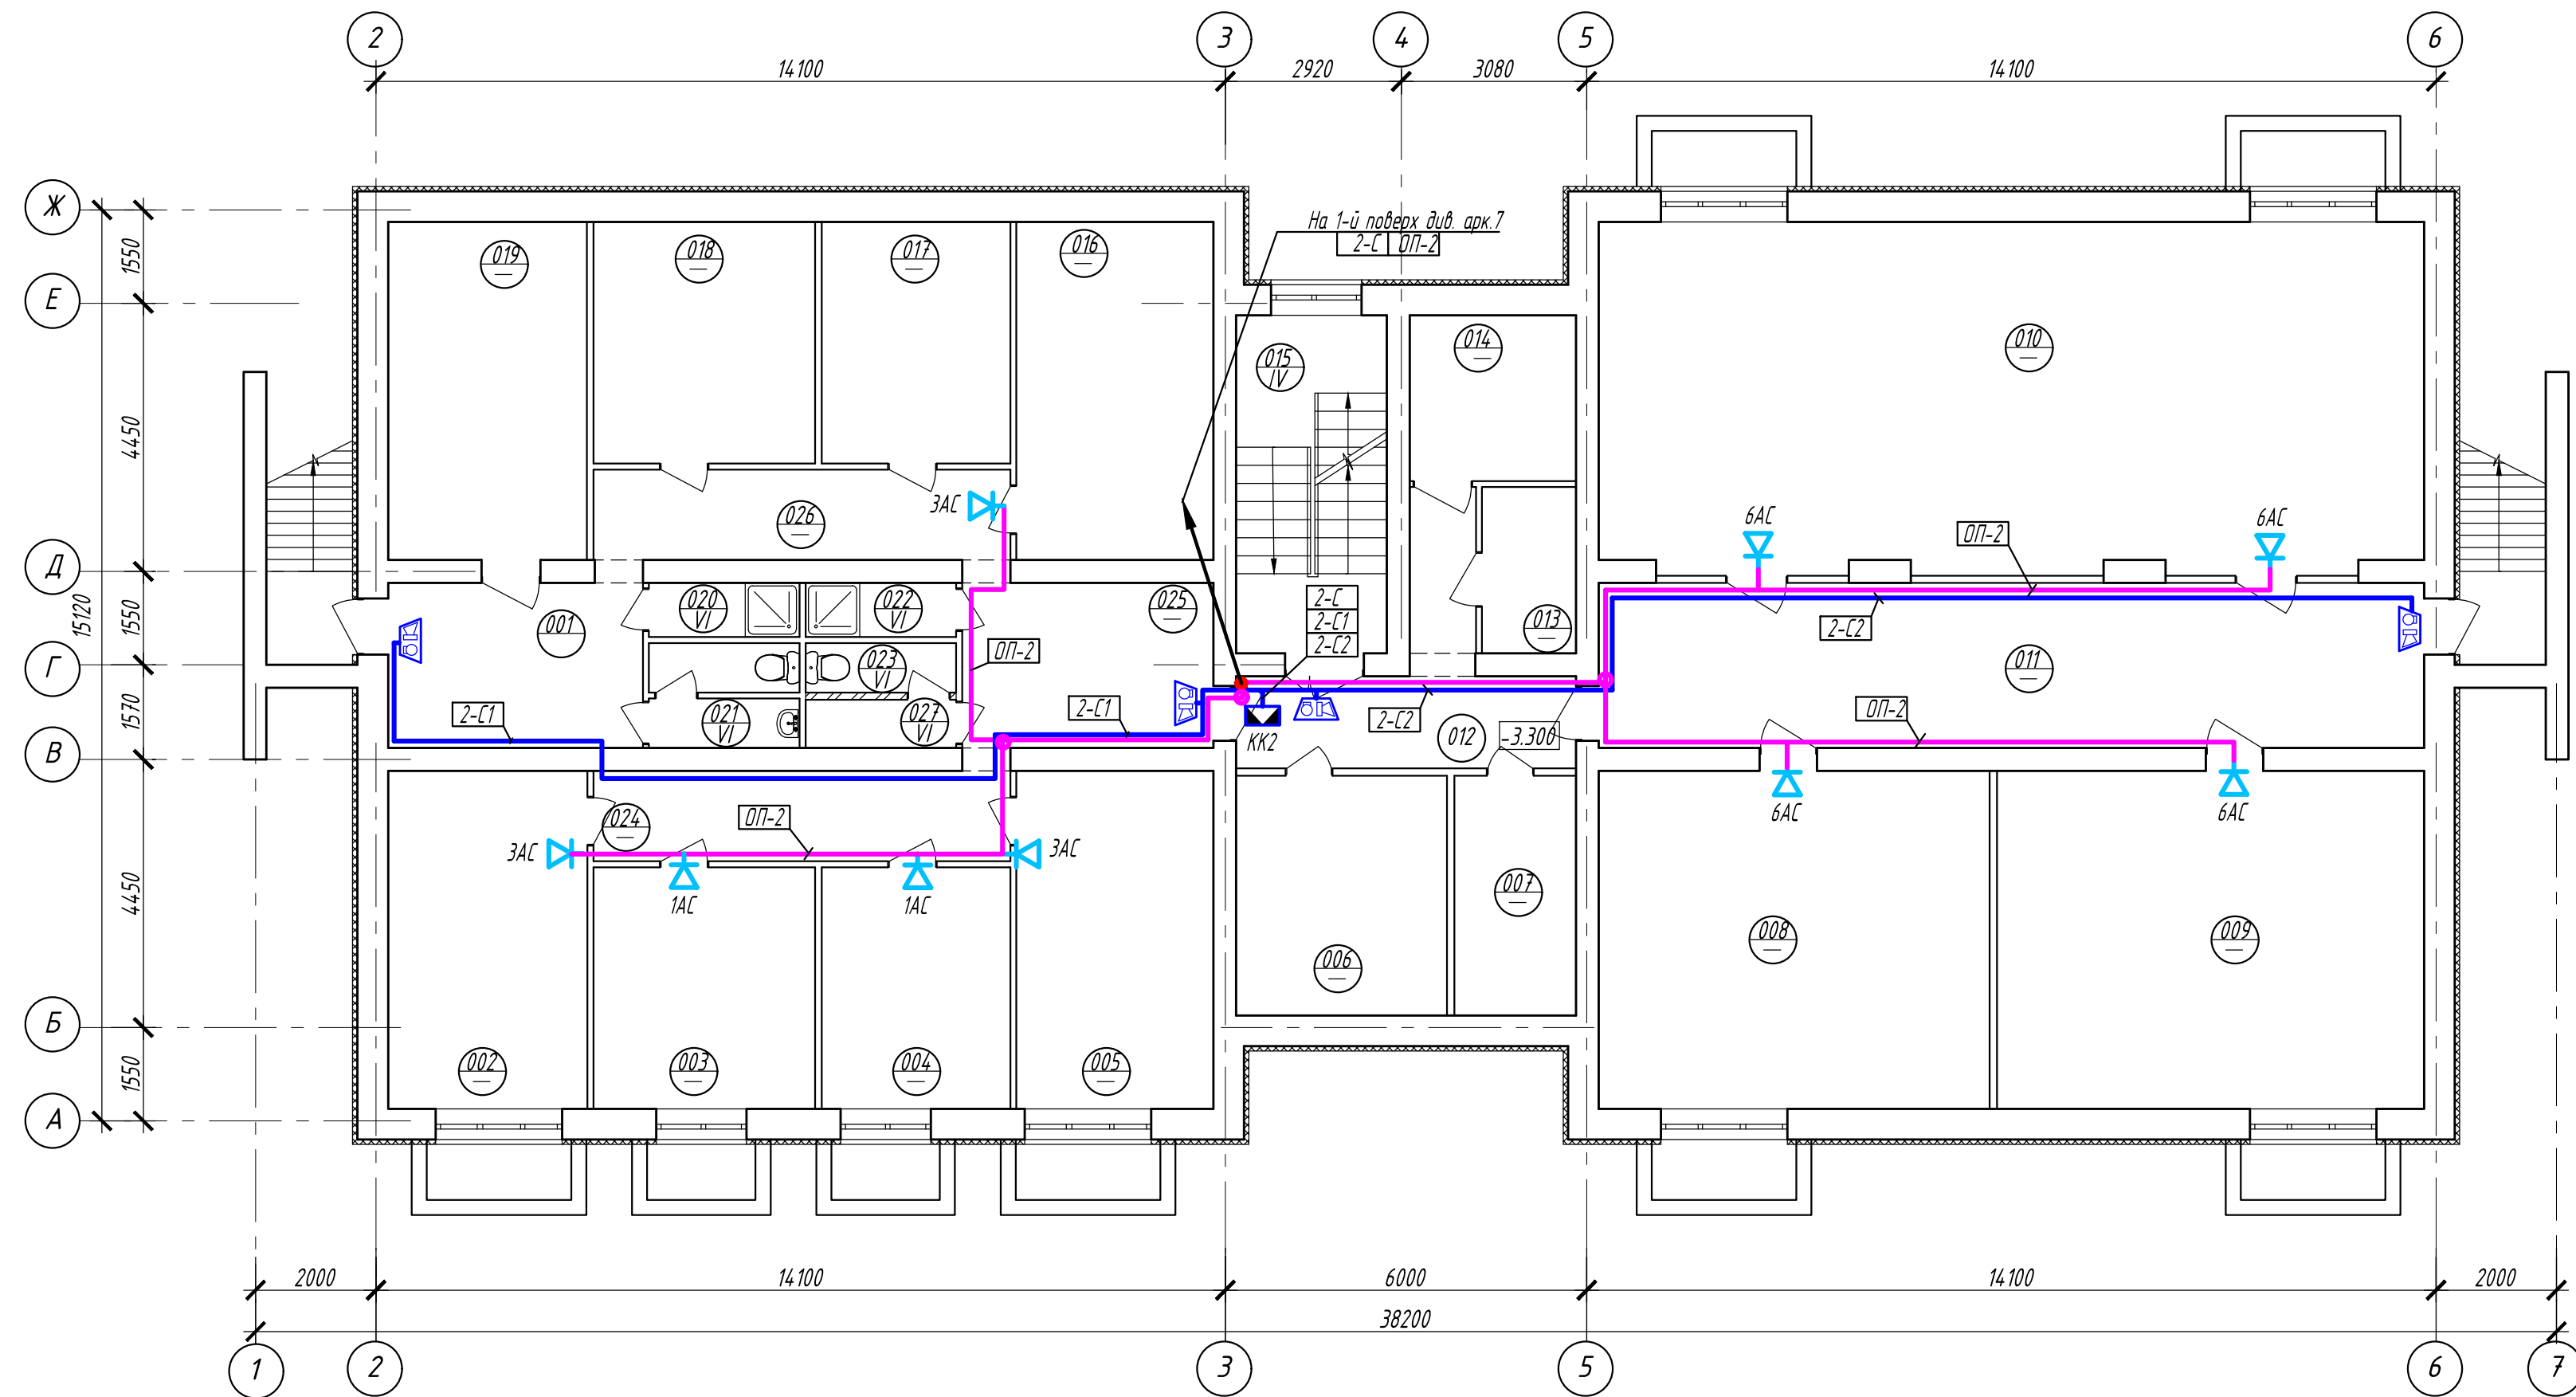 2 3 4 5 6
14100 2920 3080 14100
Ж
Е
Д
Г
В
Б
А
1550
4450
1550
1570
4450
1550
15120
На 1-й поверх див. арк.7
2-С ОП-2
019
018
017
016
015
IV
014
010
3АС
026
6АС
ОП-2
6АС
001
020
VI
022
VI
025
2-С
2-С1
2-С2
013
2-С2
ОП-2
023
VI
011
2-С1
021
VI
027
VI
2-С1
КК2
2-С2
012
-3.300
ОП-2
024
ОП-2
3АС
1АС
1АС
3АС
6АС
6АС
007
008
009
006
002
003
004
005
2000 14100 6000 14100 2000
38200
1 2 3 5 6 7